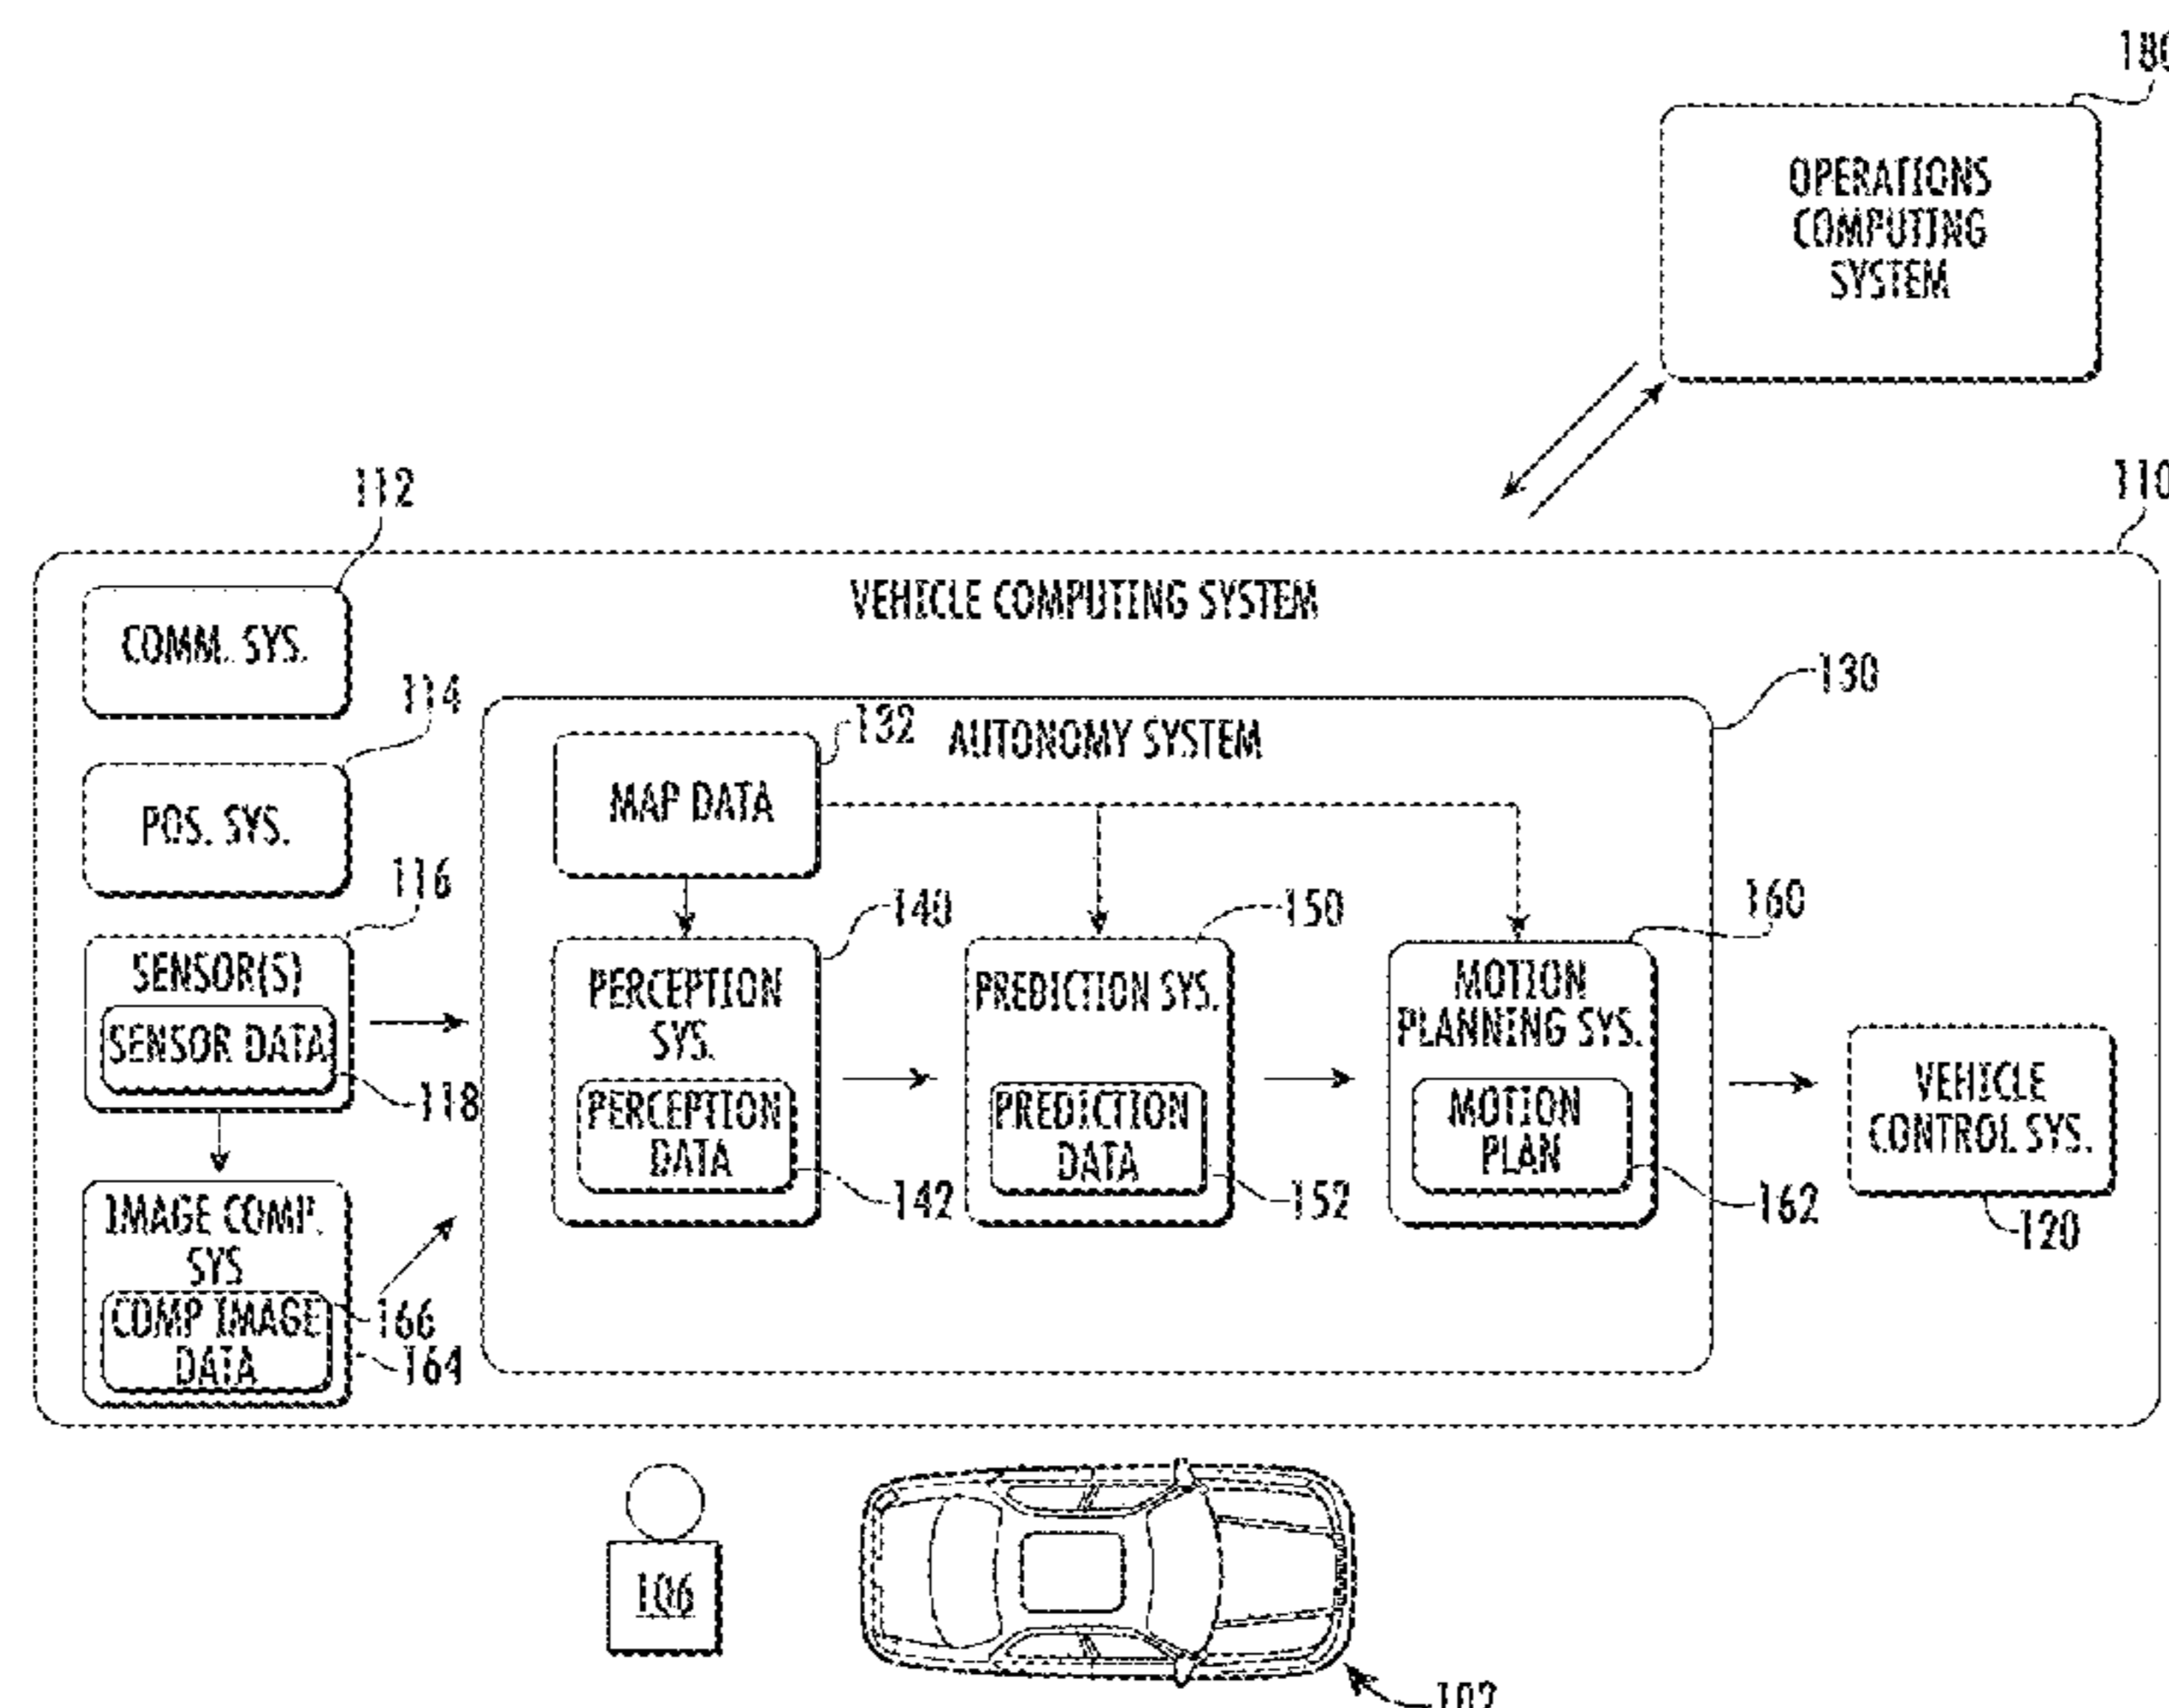 180
OPERATIONS
COMPUTING
SYSTEM
110
112
VEHICLE COMPUTING SYSTEM
COMM. SYS.
130
114
132
AUTONOMY SYSTEM
MAP DATA
POS. SYS.
116
140
150
160
SENSOR(S)
SENSOR DATA
118
PERCEPTION
SYS.
PERCEPTION
DATA
142
PREDICTION SYS.
PREDICTION
DATA
152
MOTION
PLANNING SYS.
MOTION
PLAN
162
VEHICLE
CONTROL SYS.
120
IMAGE COMP.
SYS
COMP IMAGE
DATA
166
164
106
102